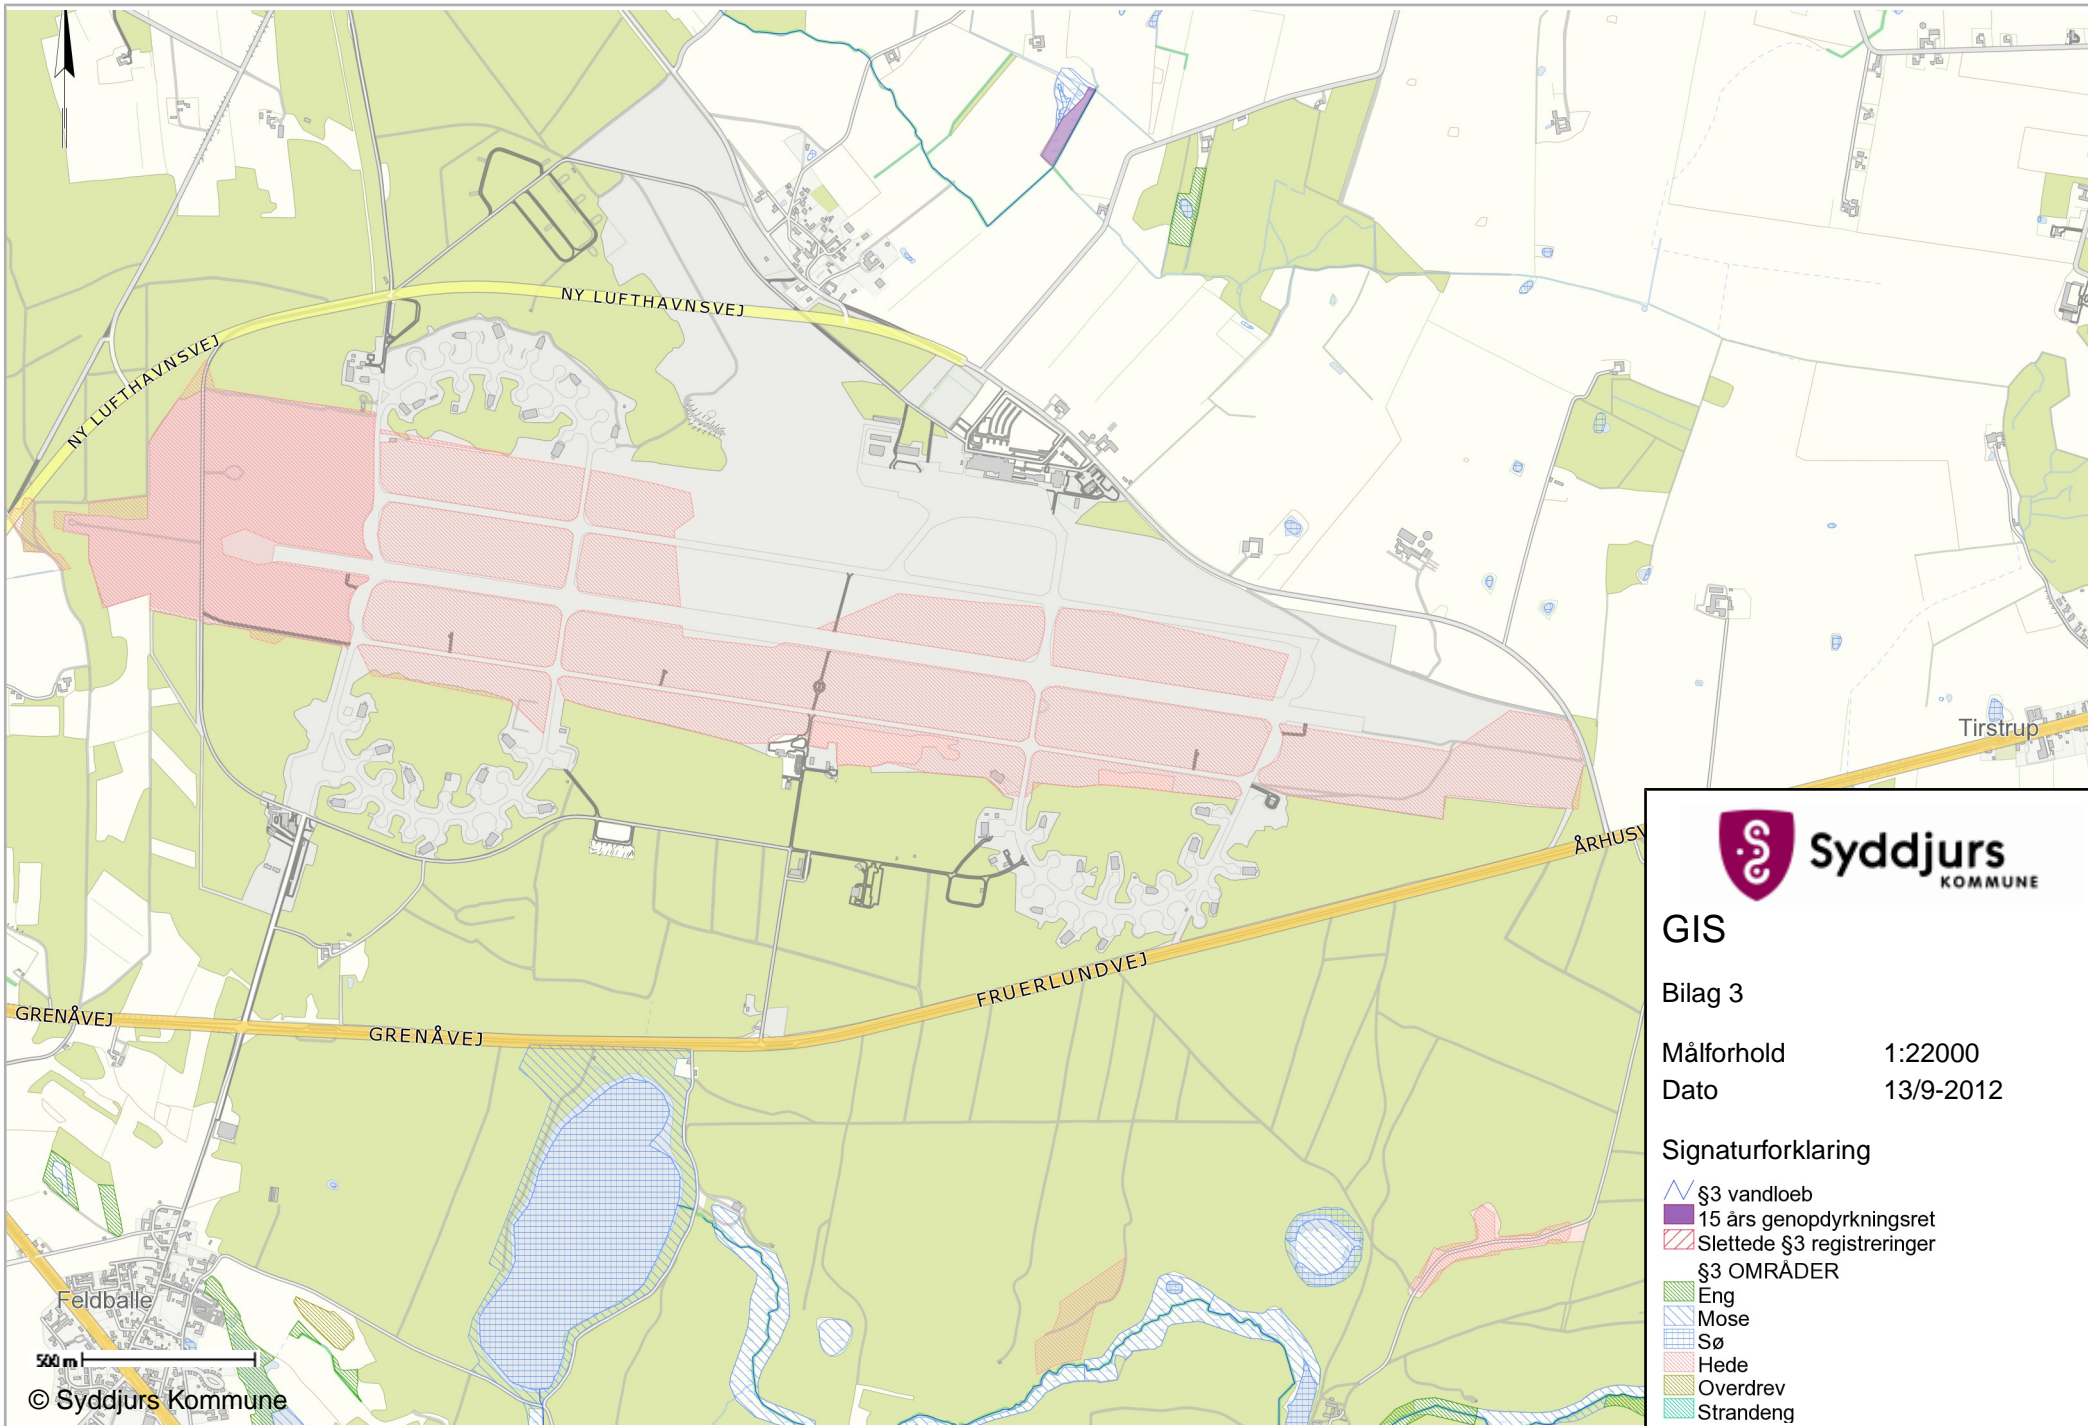 NY LUFTHAVNSVEJ
NY LUFTHAVNSVEJ
Tirstrup
ÅRHUSV
FRUERLUNDVEJ
GRENÅVEJ
GRENÅVEJ
Feldballe
500 m
© Syddjurs Kommune
Syddjurs
KOMMUNE
GIS
Bilag 3
Målforhold 1:22000
Dato 13/9-2012
Signaturforklaring
§3 vandloeb
15 års genopdyrkningsret
Slettede §3 registreringer
§3 OMRÅDER
Eng
Mose
Sø
Hede
Overdrev
Strandeng